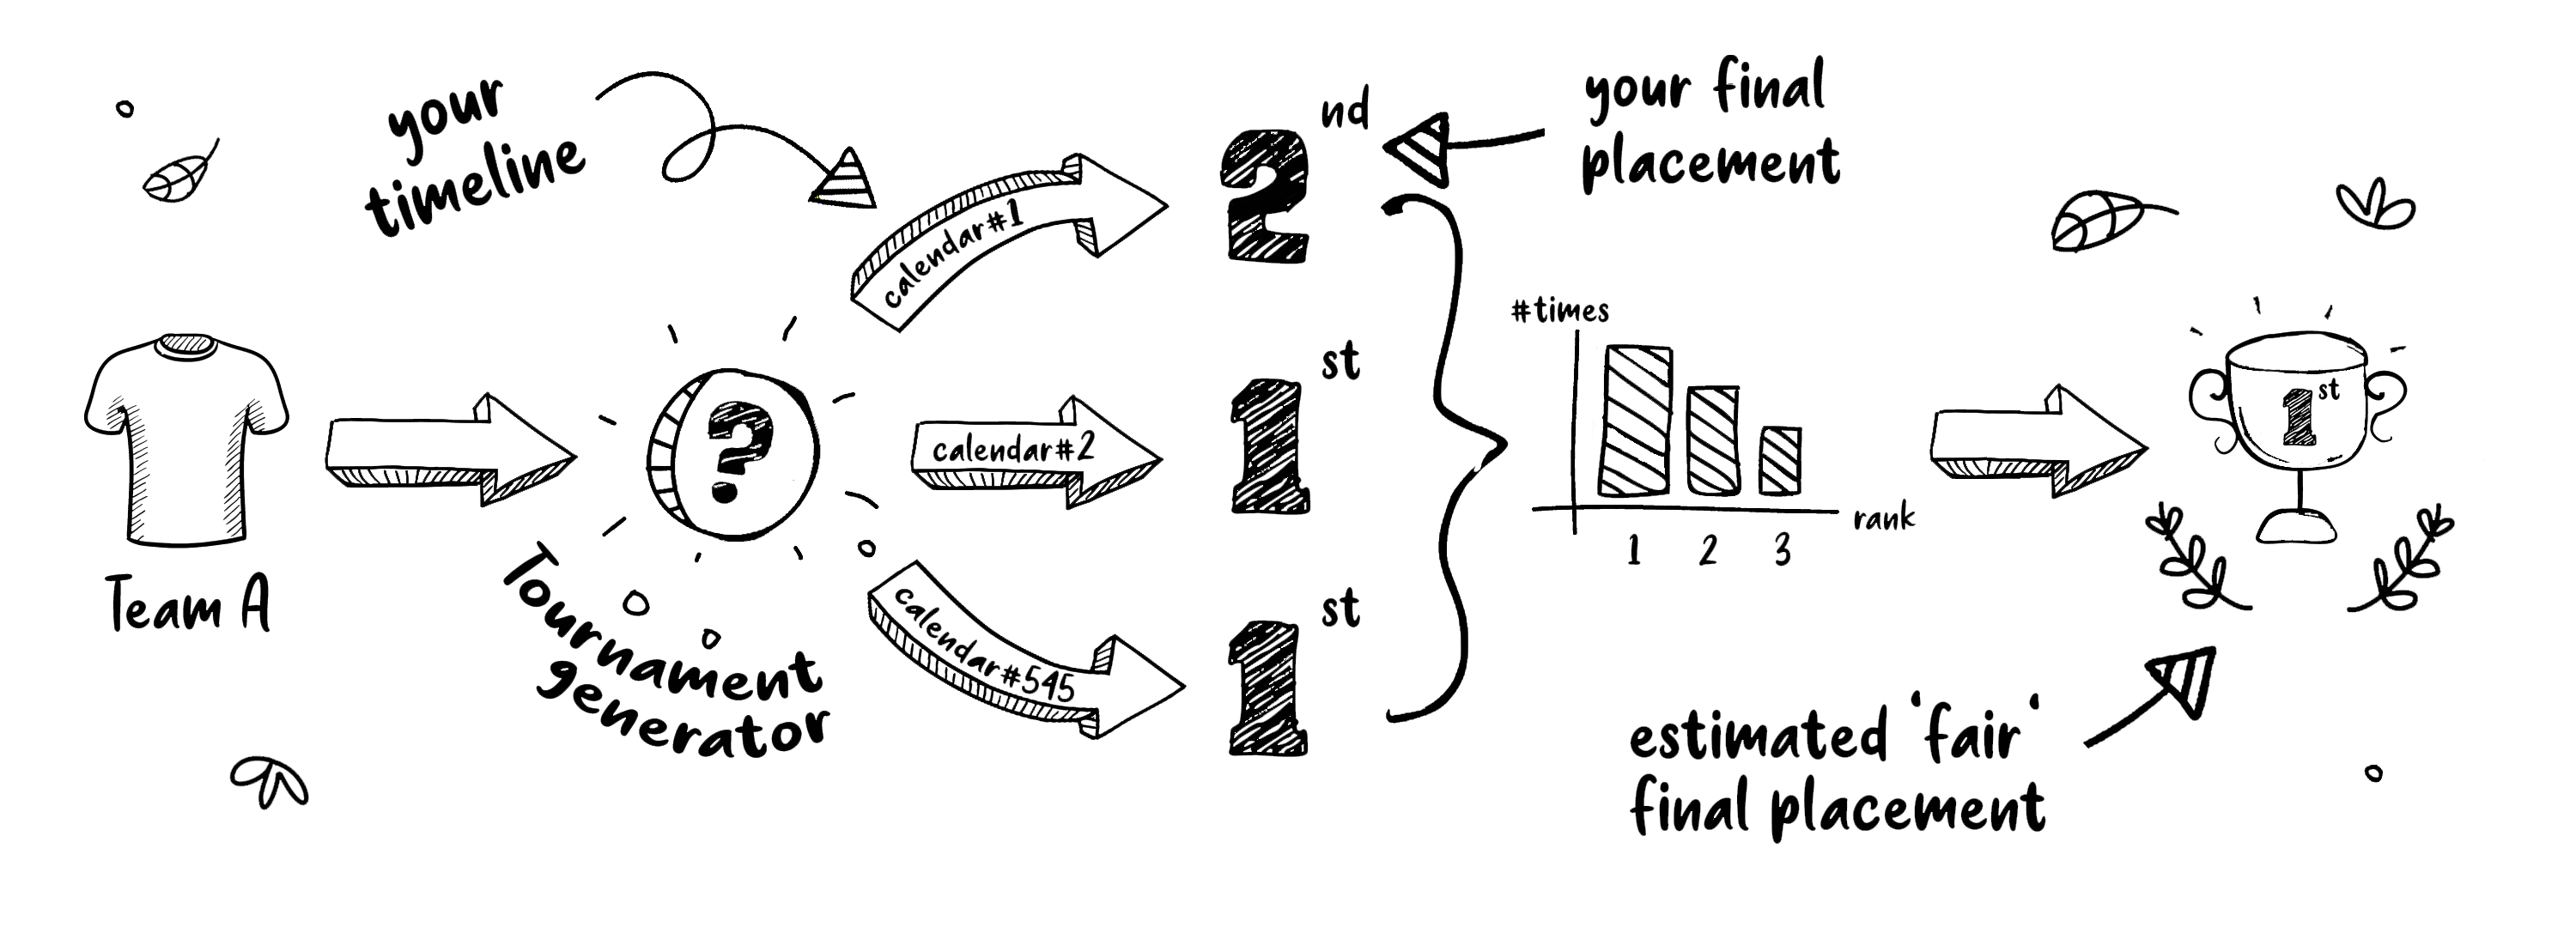 your
timeline
calendar#1
2nd
your final
placement
Team A
?
Tournament
generator
calendar#2
1st
calendar#545
1st
#times
rank
1 2 3
1st
estimated 'fair'
final placement